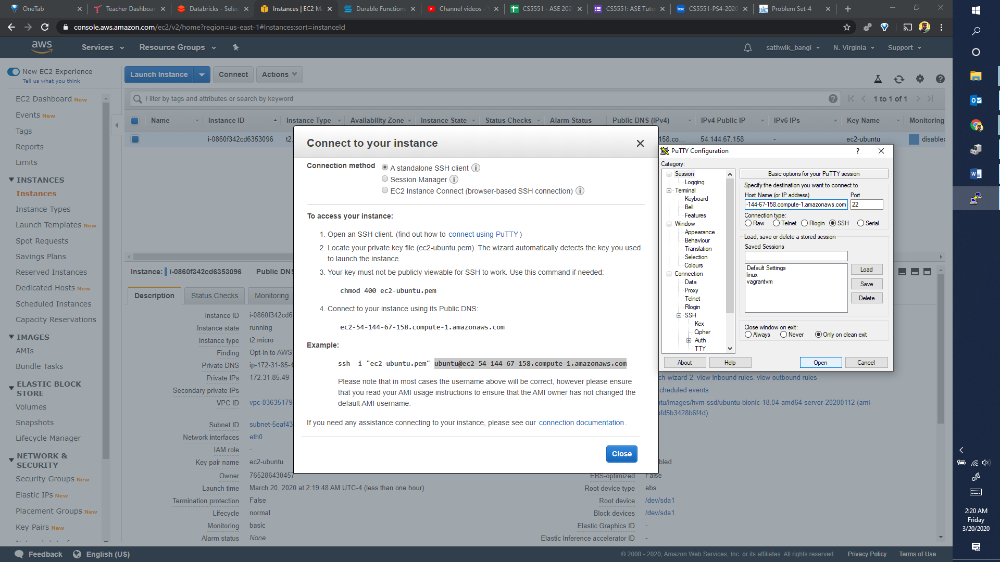 OneTab
Teacher Dashboar
Databricks - Selec
Instances | EC2 Ma
Durable Functions
Channel videos - Y
CS5551 - ASE 202
CS5551: ASE Tuto
box CS5551-PS4-2020
Problem Set-4
console.aws.amazon.com/ec2/v2/home?region=us-east-1#Instances:sort=instanceId
aws
Services
Resource Groups
sathwik_bangi
N. Virginia
Support
New EC2 Experience
Tell us what you think
EC2 Dashboard New
Events New
Tags
Reports
Limits
INSTANCES
Instances
Instance Types
Launch Templates New
Spot Requests
Savings Plans
Reserved Instances
Dedicated Hosts New
Scheduled Instances
Capacity Reservations
IMAGES
AMIs
Bundle Tasks
ELASTIC BLOCK
STORE
Volumes
Snapshots
Lifecycle Manager
NETWORK &
SECURITY
Security Groups New
Elastic IPs New
Placement Groups New
Key Pairs New
Launch Instance
Connect
Actions
Filter by tags and attributes or search by keyword
1 to 1 of 1
Name
Instance ID
Instance Type
Availability Zone
Instance State
Status Checks
Alarm Status
Public DNS (IPv4)
IPv4 Public IP
IPv6 IPs
Key Name
Monitoring
i-0860f342cd6353096
t2.
158.co...
54.144.67.158
-
ec2-ubuntu
disabled
Instance: i-0860f342cd6353096 Public DNS
Description
Status Checks
Monitoring
Instance ID i-0860f342cd6
Instance state running
Instance type t2.micro
Finding Opt-in to AWS
Private DNS ip-172-31-85-4
Private IPs 172.31.85.49
Secondary private IPs
VPC ID vpc-03635179
Subnet ID subnet-5eaf43
Network interfaces eth0
IAM role -
Key pair name ec2-ubuntu
Owner 765286430457
Launch time March 20, 2020 at 2:19:48 AM UTC-4 (less than one hour)
Termination protection False
Lifecycle normal
Monitoring basic
Alarm status None
Connect to your instance
Connection method
A standalone SSH client
Session Manager
EC2 Instance Connect (browser-based SSH connection)
To access your instance:
1. Open an SSH client. (find out how to connect using PuTTY)
2. Locate your private key file (ec2-ubuntu.pem). The wizard automatically detects the key you used
to launch the instance.
3. Your key must not be publicly viewable for SSH to work. Use this command if needed:
chmod 400 ec2-ubuntu.pem
4. Connect to your instance using its Public DNS:
ec2-54-144-67-158.compute-1.amazonaws.com
Example:
ssh -i "ec2-ubuntu.pem" ubuntu@ec2-54-144-67-158.compute-1.amazonaws.com
Please note that in most cases the username above will be correct, however please ensure
that you read your AMI usage instructions to ensure that the AMI owner has not changed the
default AMI username.
If you need any assistance connecting to your instance, please see our connection documentation.
Close
PuTTY Configuration
?
Category:
Session
Logging
Terminal
Keyboard
Bell
Features
Window
Appearance
Behaviour
Translation
Selection
Colours
Connection
Data
Proxy
Telnet
Rlogin
SSH
Kex
Cipher
Auth
TTY
Basic options for your PuTTY session
Specify the destination you want to connect to
Host Name (or IP address)
Port
-144-67-158.compute-1.amazonaws.com
22
Connection type:
Raw
Telnet
Rlogin
SSH
Serial
Load, save or delete a stored session
Saved Sessions
Default Settings
linux
vagrantvm
Load
Save
Delete
Close window on exit:
Always
Never
Only on clean exit
About
Help
Open
Cancel
ch-wizard-2. view inbound rules. view outbound rules
cheduled events
tu/images/hvm-ssd/ubuntu-bionic-18.04-amd64-server-20200112 (ami-
fd5b3428b6f4d)
bled
EBS-optimized False
Root device type ebs
Root device /dev/sda1
Block devices /dev/sda1
Elastic Graphics ID -
Elastic Inference accelerator ID -
Feedback
English (US)
© 2008 - 2020, Amazon Web Services, Inc. or its affiliates. All rights reserved.
Privacy Policy
Terms of Use
2:20 AM
Friday
3/20/2020